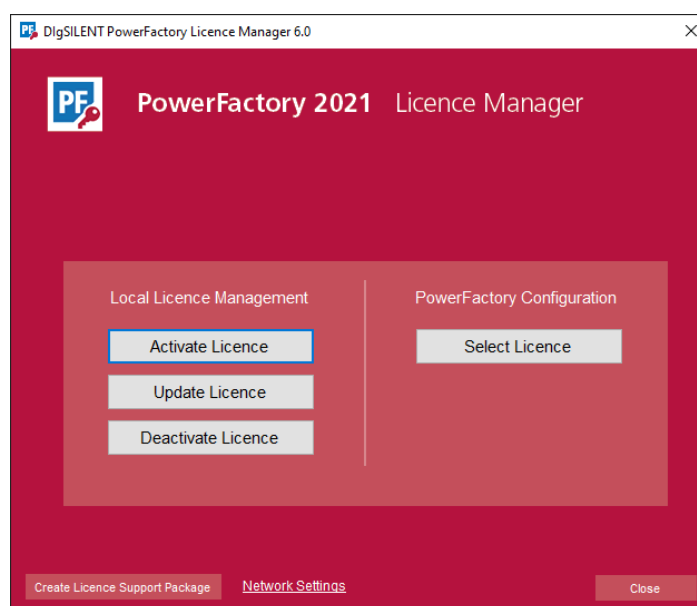 DIgSILENT PowerFactory Licence Manager 6.0
PF
PowerFactory 2021 Licence Manager
Local Licence Management
Activate Licence
Update Licence
Deactivate Licence
PowerFactory Configuration
Select Licence
Create Licence Support Package
Network Settings
Close